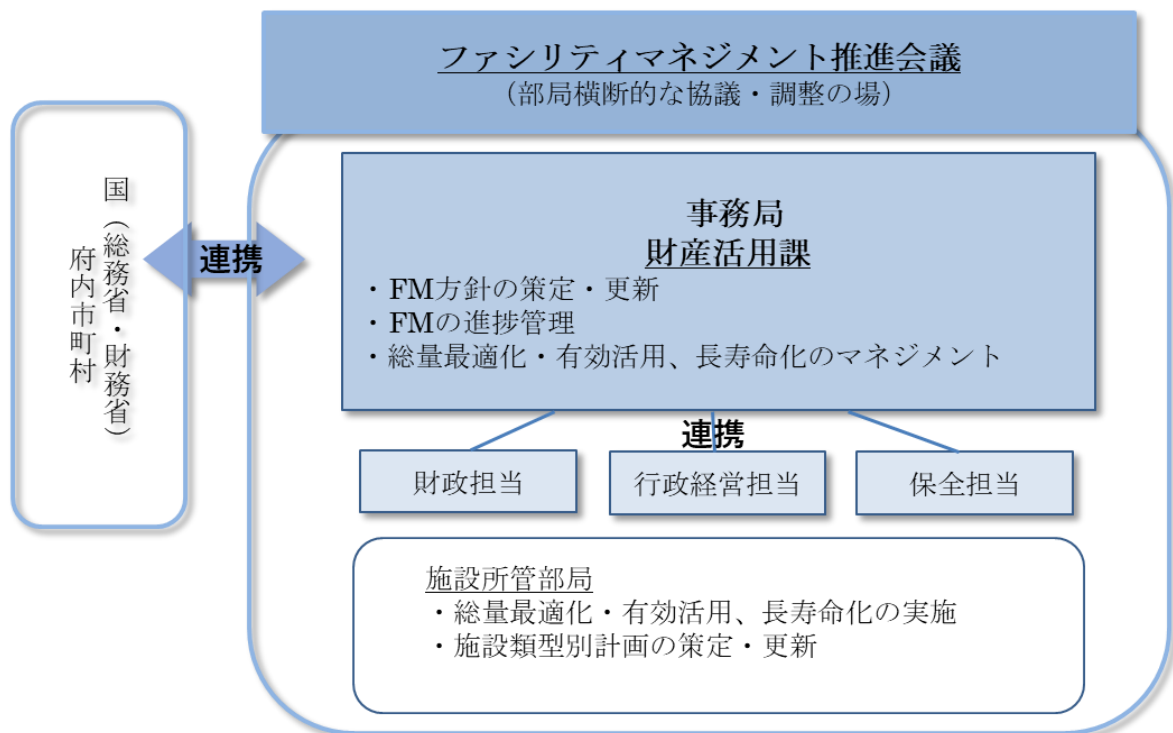 ファシリティマネジメント推進会議
（部局横断的な協議・調整の場）
国（総務省・財務省）
府内市町村
連携
事務局
財産活用課
・FM方針の策定・更新
・FMの進捗管理
・総量最適化・有効活用、長寿命化のマネジメント
連携
財政担当
行政経営担当
保全担当
施設所管部局
・総量最適化・有効活用、長寿命化の実施
・施設類型別計画の策定・更新